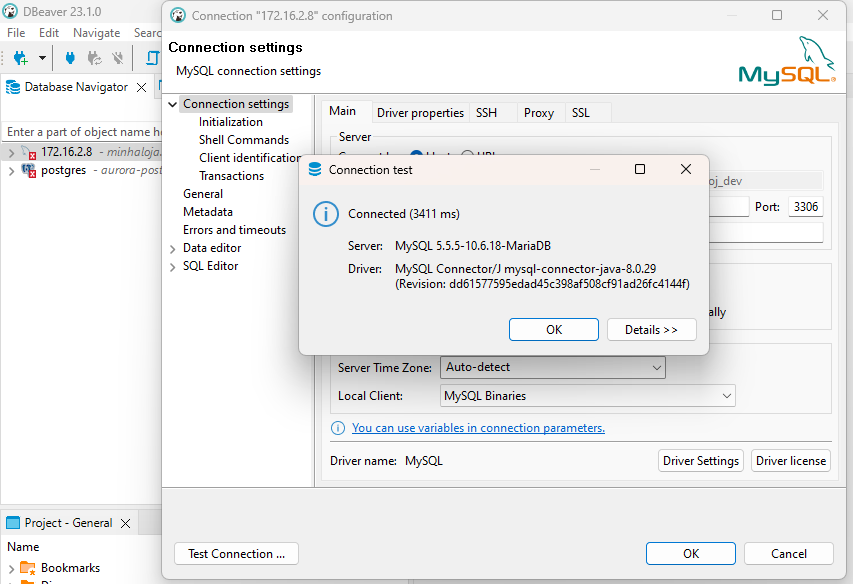 DBeaver 23.1.0
File Edit Navigate Searc
Database Navigator
Enter a part of object name he
172.16.2.8 - minhaloja.
postgres - aurora-post
Project - General
Name
Bookmarks
Connection "172.16.2.8" configuration
Connection settings
MySQL connection settings
MySQL
Connection settings
Initialization
Shell Commands
Client identification
Transactions
General
Metadata
Errors and timeouts
Data editor
SQL Editor
Main Driver properties SSH Proxy SSL
Server
oj_dev
Port: 3306
ally
Connection test
Connected (3411 ms)
Server: MySQL 5.5.5-10.6.18-MariaDB
Driver: MySQL Connector/J mysql-connector-java-8.0.29
(Revision: dd61577595edad45c398af508cf91ad26fc4144f)
OK Details >>
Server Time Zone: Auto-detect
Local Client: MySQL Binaries
You can use variables in connection parameters.
Driver name: MySQL
Driver Settings Driver license
Test Connection ... OK Cancel